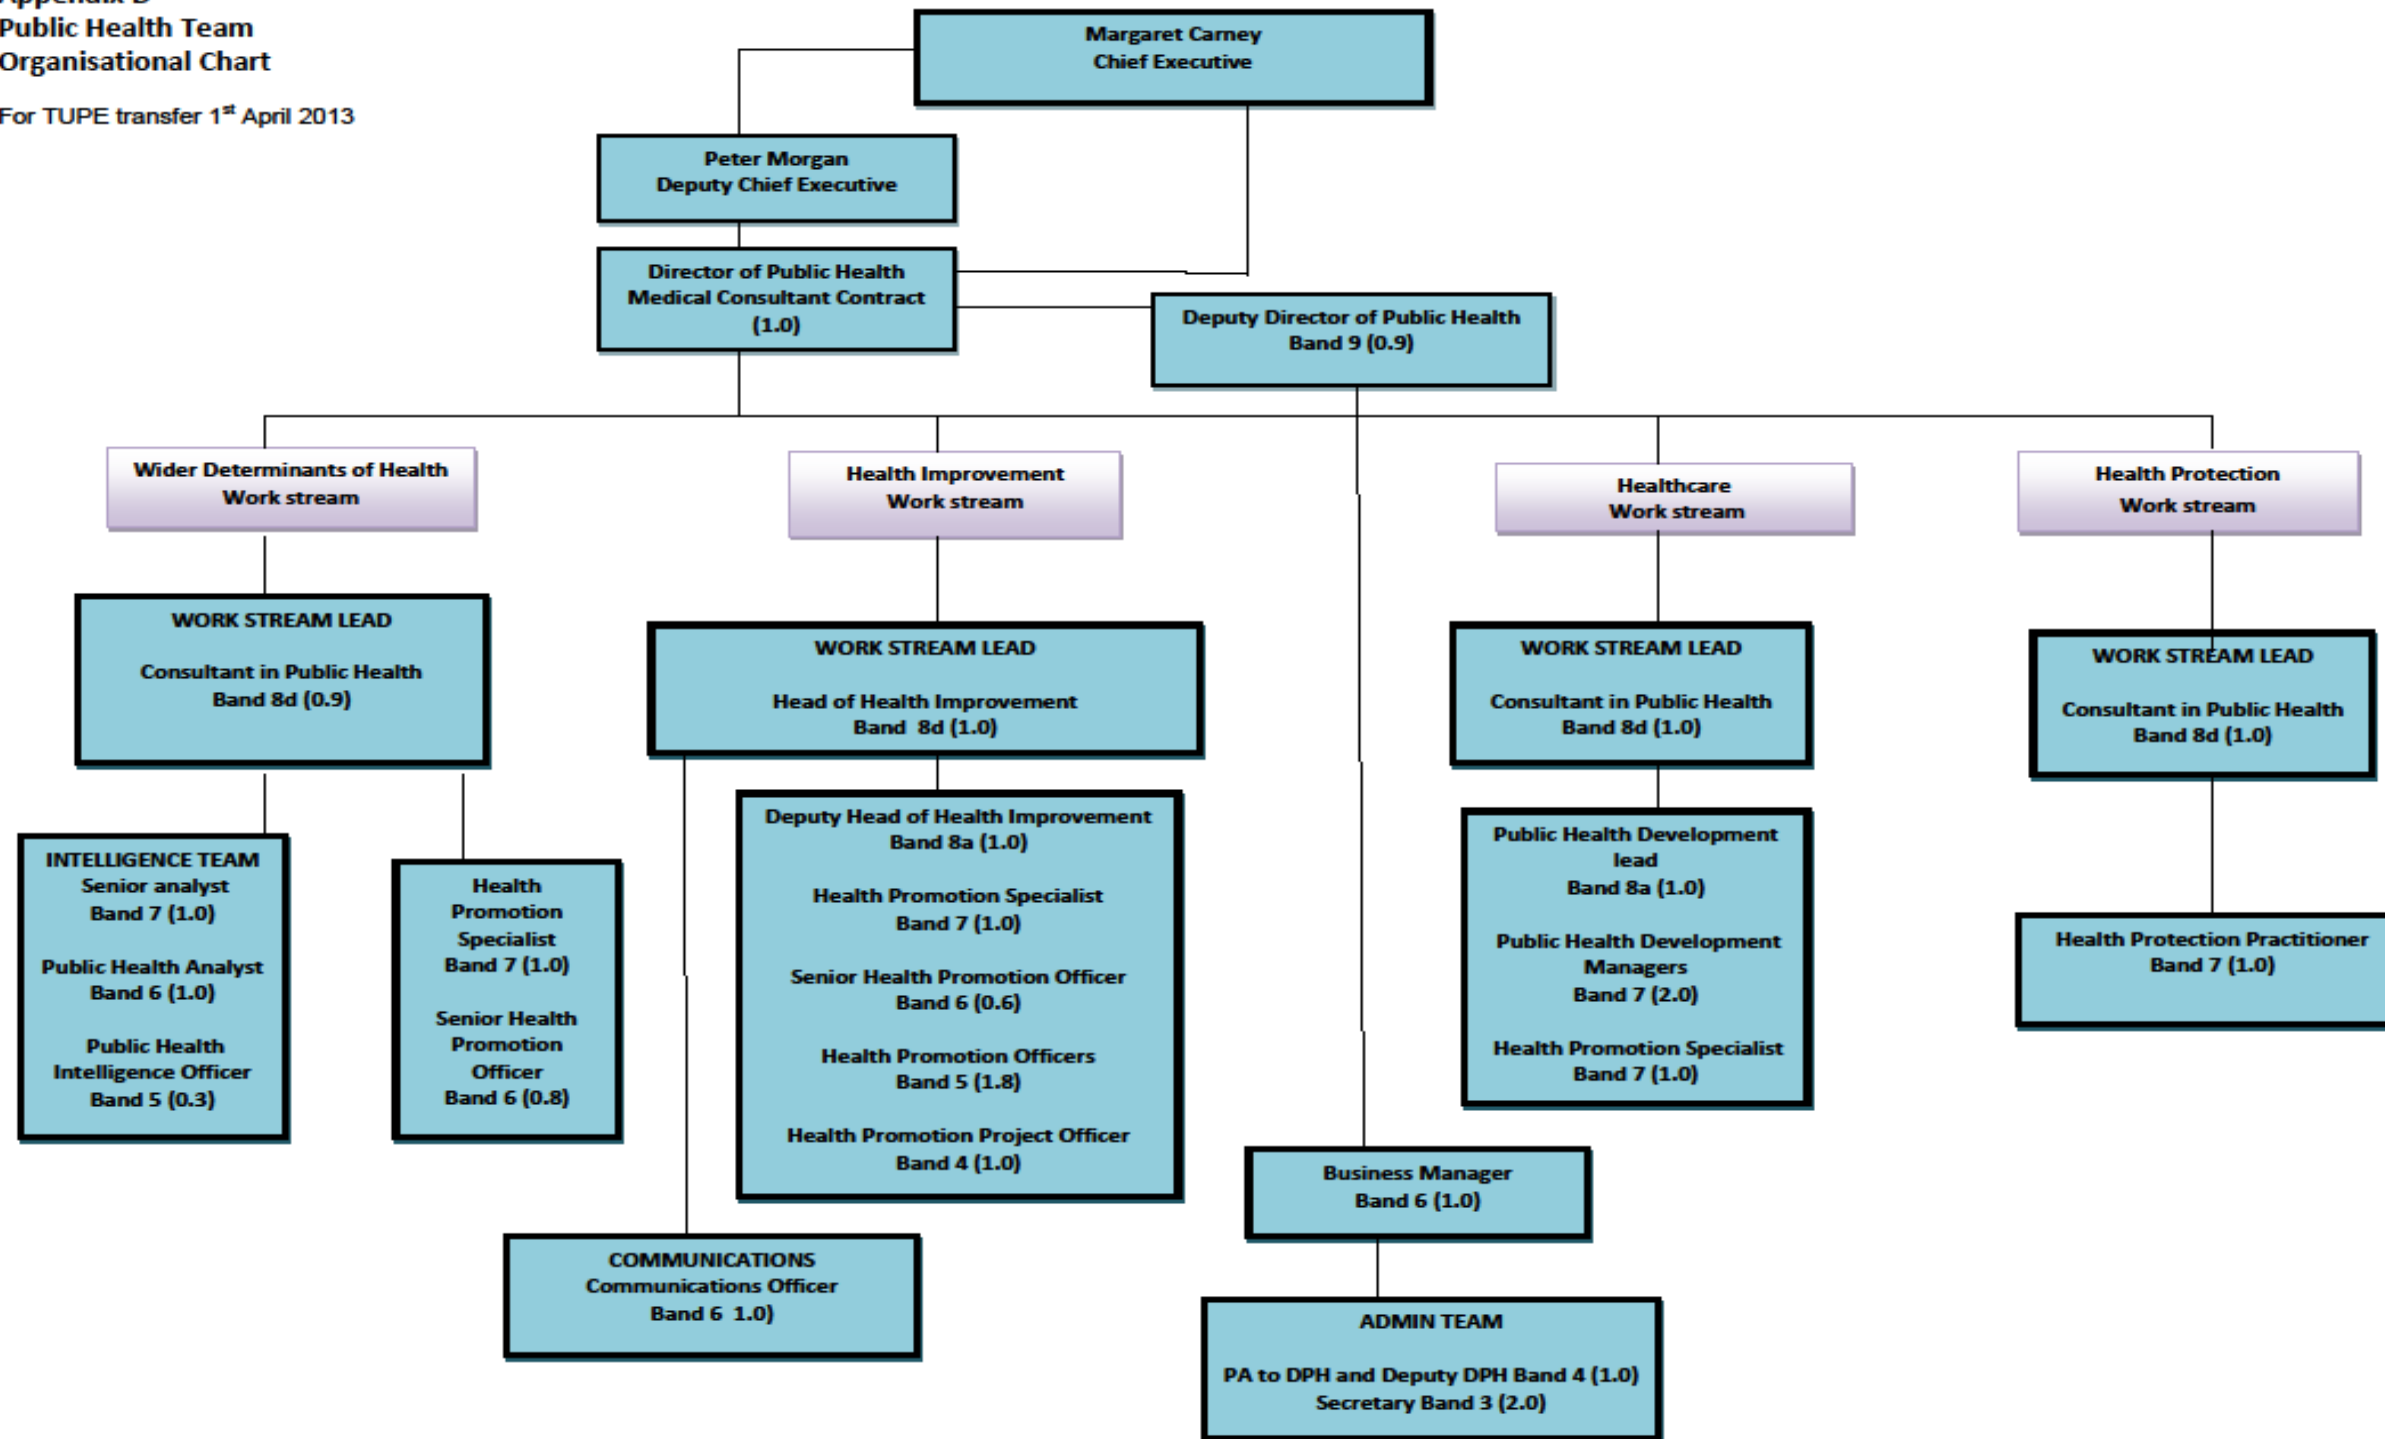 Appendix D
Public Health Team
Organisational Chart
For TUPE transfer 1st April 2013
Margaret Carney
Chief Executive
Peter Morgan
Deputy Chief Executive
Director of Public Health
Medical Consultant Contract
(1.0)
Deputy Director of Public Health
Band 9 (0.9)
Wider Determinants of Health
Work stream
Health Improvement
Work stream
Healthcare
Work stream
Health Protection
Work stream
WORK STREAM LEAD
Consultant in Public Health
Band 8d (0.9)
WORK STREAM LEAD
Head of Health Improvement
Band 8d (1.0)
WORK STREAM LEAD
Consultant in Public Health
Band 8d (1.0)
WORK STREAM LEAD
Consultant in Public Health
Band 8d (1.0)
INTELLIGENCE TEAM
Senior analyst
Band 7 (1.0)
Public Health Analyst
Band 6 (1.0)
Public Health
Intelligence Officer
Band 5 (0.3)
Health
Promotion
Specialist
Band 7 (1.0)
Senior Health
Promotion
Officer
Band 6 (0.8)
Deputy Head of Health Improvement
Band 8a (1.0)
Health Promotion Specialist
Band 7 (1.0)
Senior Health Promotion Officer
Band 6 (0.6)
Health Promotion Officers
Band 5 (1.8)
Health Promotion Project Officer
Band 4 (1.0)
Public Health Development
lead
Band 8a (1.0)
Public Health Development
Managers
Band 7 (2.0)
Health Promotion Specialist
Band 7 (1.0)
Health Protection Practitioner
Band 7 (1.0)
Business Manager
Band 6 (1.0)
COMMUNICATIONS
Communications Officer
Band 6 1.0)
ADMIN TEAM
PA to DPH and Deputy DPH Band 4 (1.0)
Secretary Band 3 (2.0)